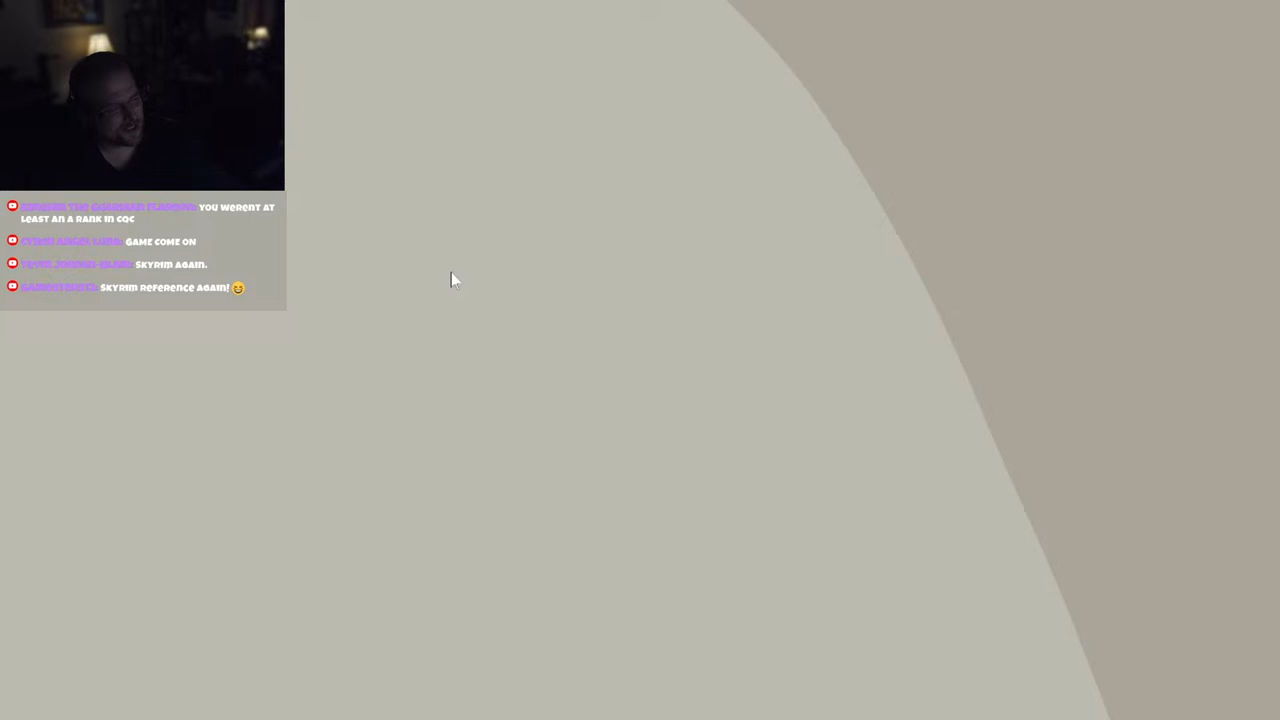 YOU WERENT AT
LEAST AN A RANK IN CQC
GAME COME ON
SKYRIM AGAIN.
SKYRIM REFERENCE AGAIN! 😄